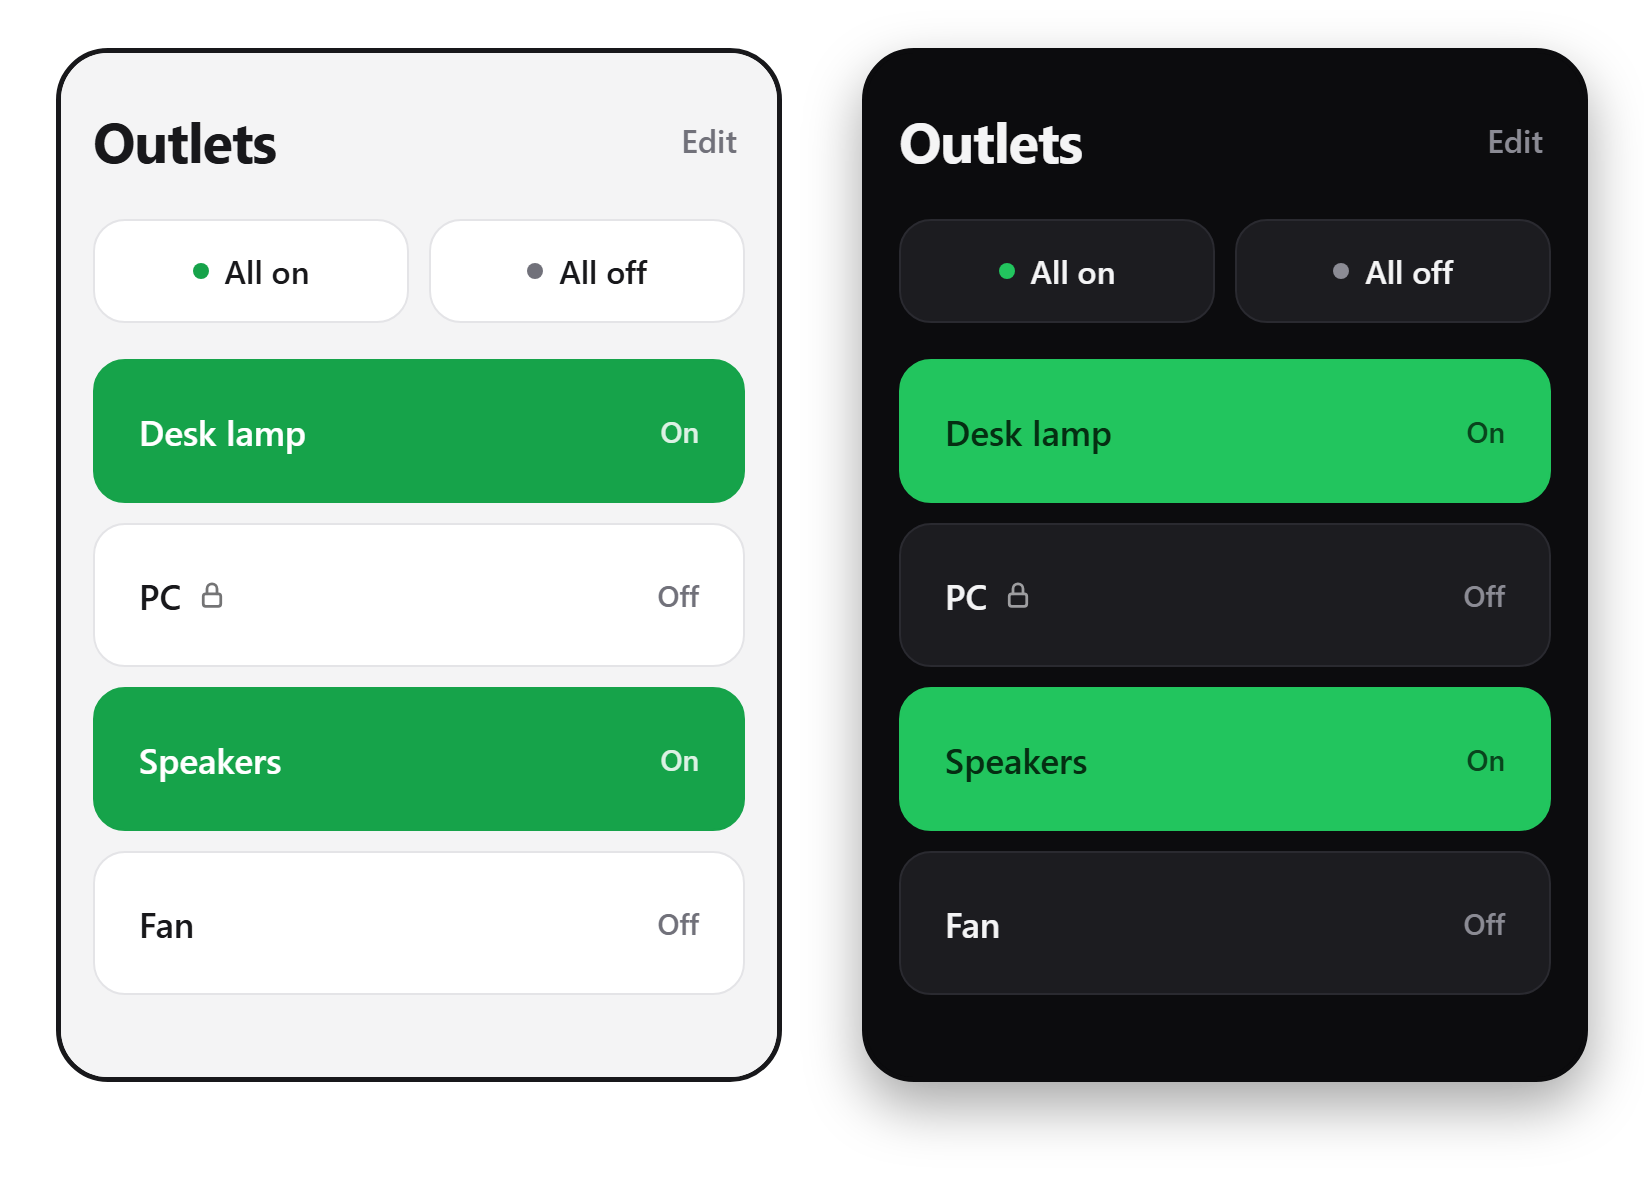 Outlets
Edit
All on
All off
Desk lamp
On
PC
Off
Speakers
On
Fan
Off
Outlets
Edit
All on
All off
Desk lamp
On
PC
Off
Speakers
On
Fan
Off